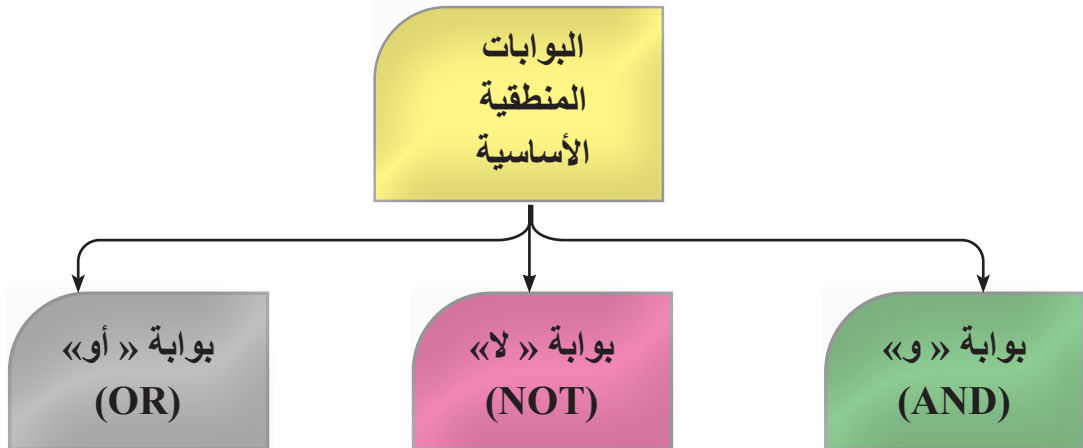 البوابات
المنطقية
الأساسية
بوابة « و»
(AND)
بوابة « لا»
(NOT)
بوابة « أو»
(OR)